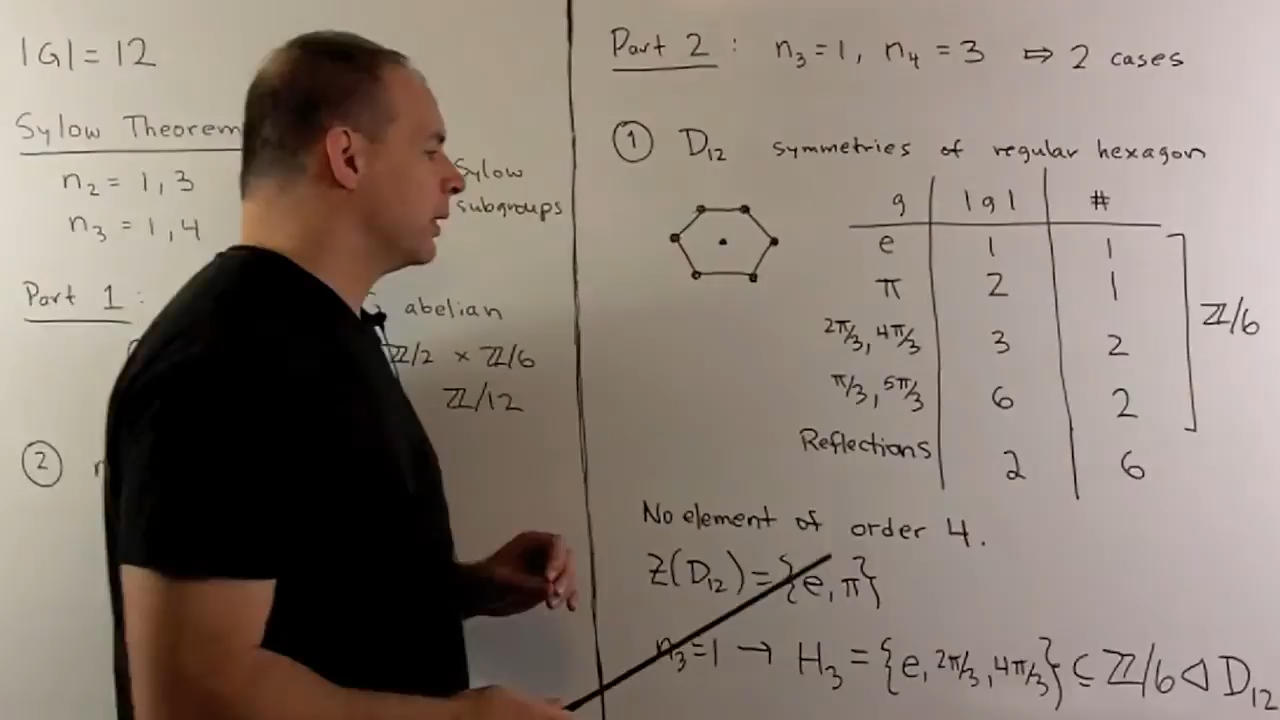 |G| = 12
Sylow Theorem
n₂ = 1, 3
n₃ = 1, 4
Sylow
subgroups
Part 1 :
abelian
ℤ/2 × ℤ/6
ℤ/12
②
Part 2 : n₃ = 1, n₄ = 3 ⇒ 2 cases
① D₁₂ symmetries of regular hexagon
g |g| #
e 1 1
π 2 1
2π/3, 4π/3 3 2
π/3, 5π/3 6 2
ℤ/6
Reflections 2 6
No element of order 4.
Z(D₁₂) = {e, π}
n₃ = 1 → H₃ = {e, 2π/3, 4π/3} ⊆ ℤ/6 ◁ D₁₂